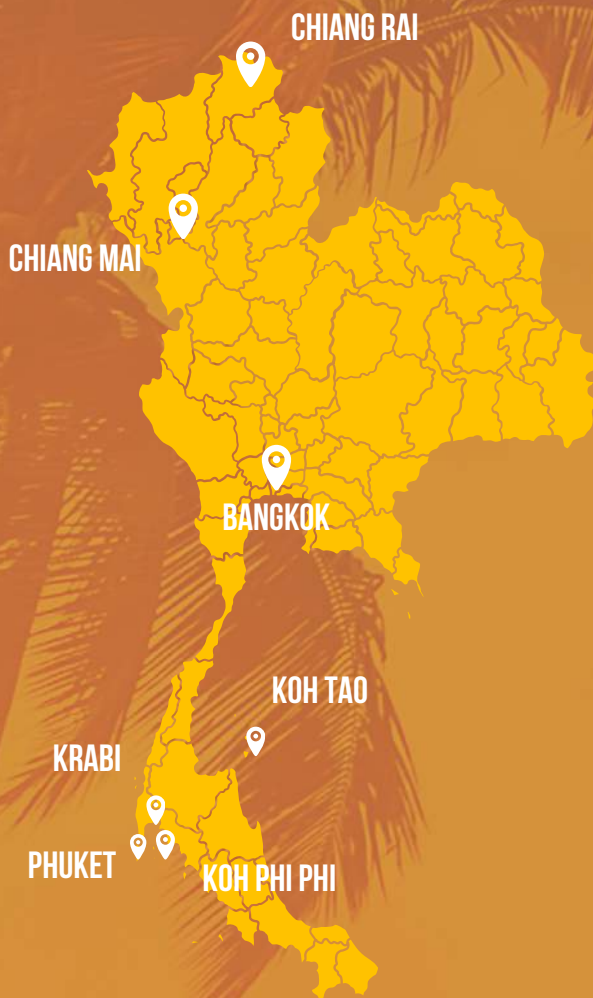 CHIANG RAI
CHIANG MAI
BANGKOK
KOH TAO
KRABI
PHUKET
KOH PHI PHI